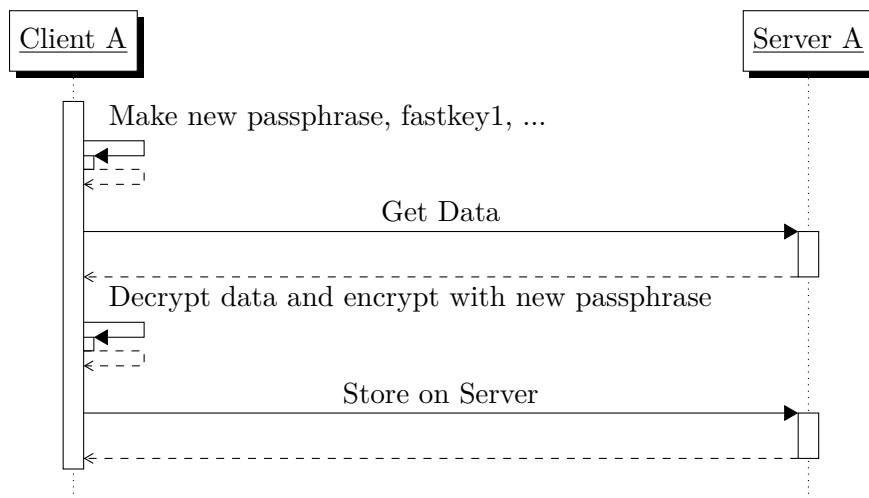 Client A
Server A
Make new passphrase, fastkey1, ...
Get Data
Decrypt data and encrypt with new passphrase
Store on Server